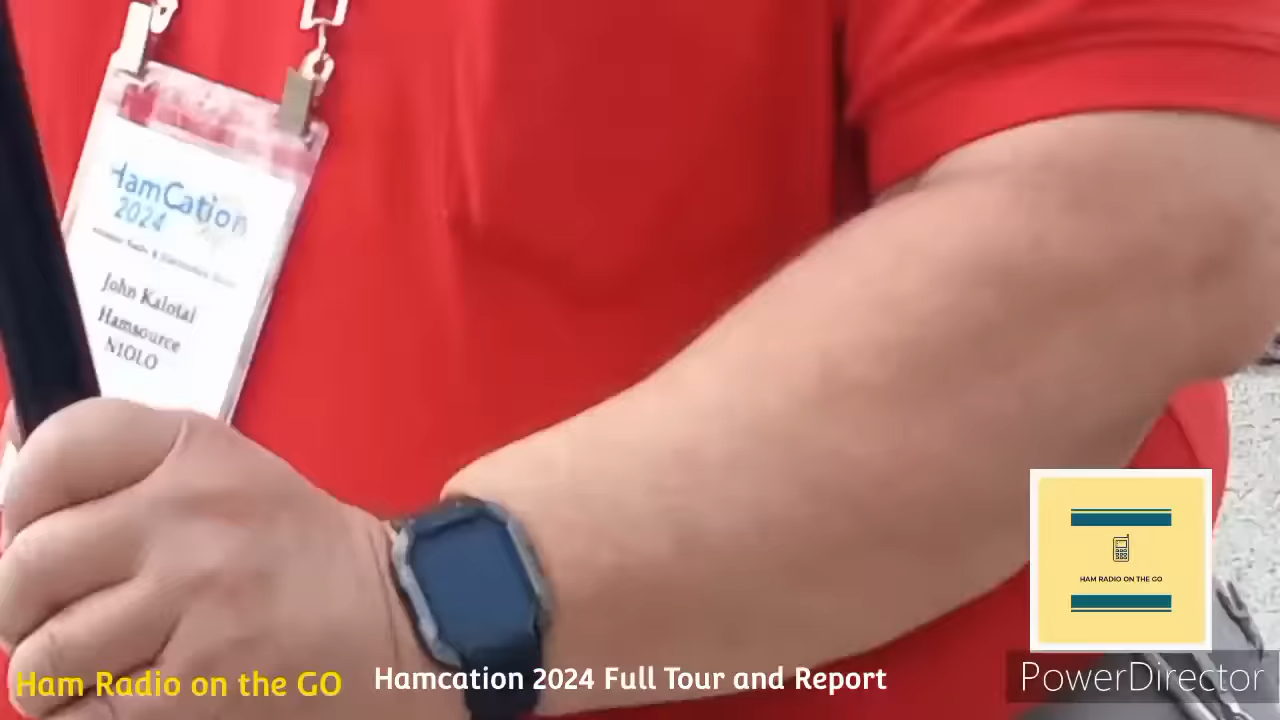 HamCation
2024
John Kalotai
Hamsource
N1OLO
HAM RADIO ON THE GO
Ham Radio on the GO
Hamcation 2024 Full Tour and Report
PowerDirector